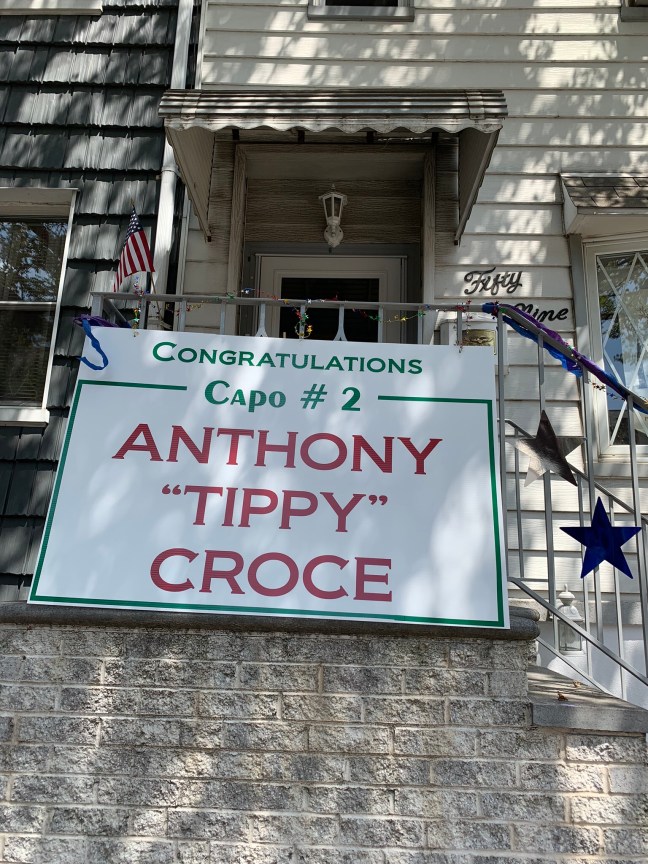 Fifty
Nine
CONGRATULATIONS
CAPO # 2
ANTHONY
“TIPPY”
CROCE